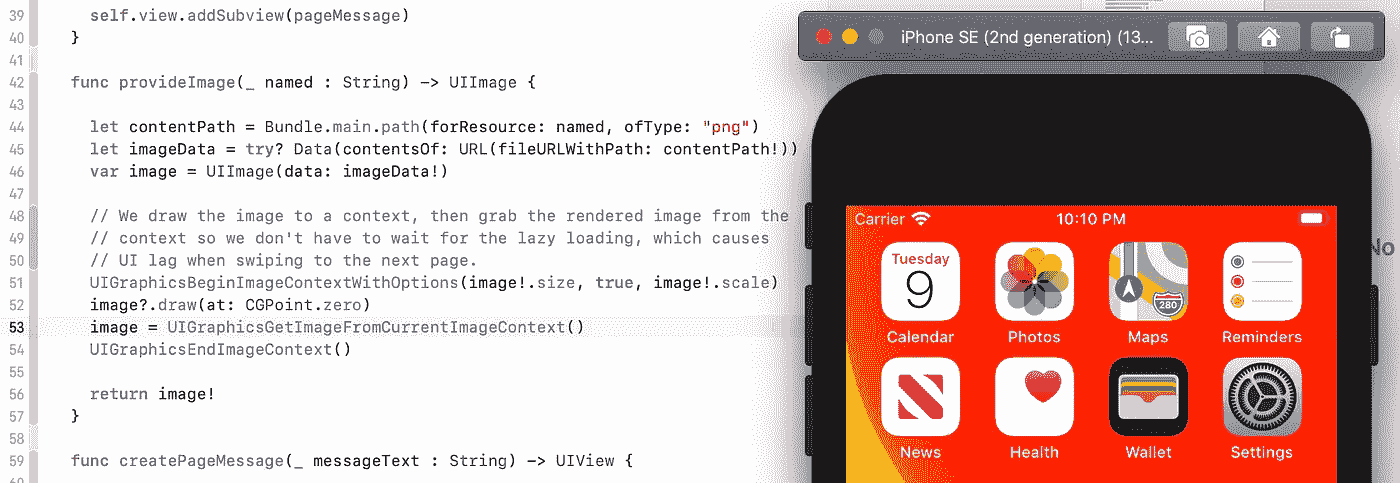 39 self.view.addSubview(pageMessage)
40 }
41
42 func provideImage(_ named : String) -> UIImage {
43
44 let contentPath = Bundle.main.path(forResource: named, ofType: "png")
45 let imageData = try? Data(contentsOf: URL(fileURLWithPath: contentPath!))
46 var image = UIImage(data: imageData!)
47
48 // We draw the image to a context, then grab the rendered image from the
49 // context so we don't have to wait for the lazy loading, which causes
50 // UI lag when swiping to the next page.
51 UIGraphicsBeginImageContextWithOptions(image!.size, true, image!.scale)
52 image?.draw(at: CGPoint.zero)
53 image = UIGraphicsGetImageFromCurrentImageContext()
54 UIGraphicsEndImageContext()
55
56 return image!
57 }
58
59 func createPageMessage(_ messageText : String) -> UIView {
iPhone SE (2nd generation) (13...
Carrier 10:10 PM
Tuesday
9
280
Calendar Photos Maps Reminders
News Health Wallet Settings
No